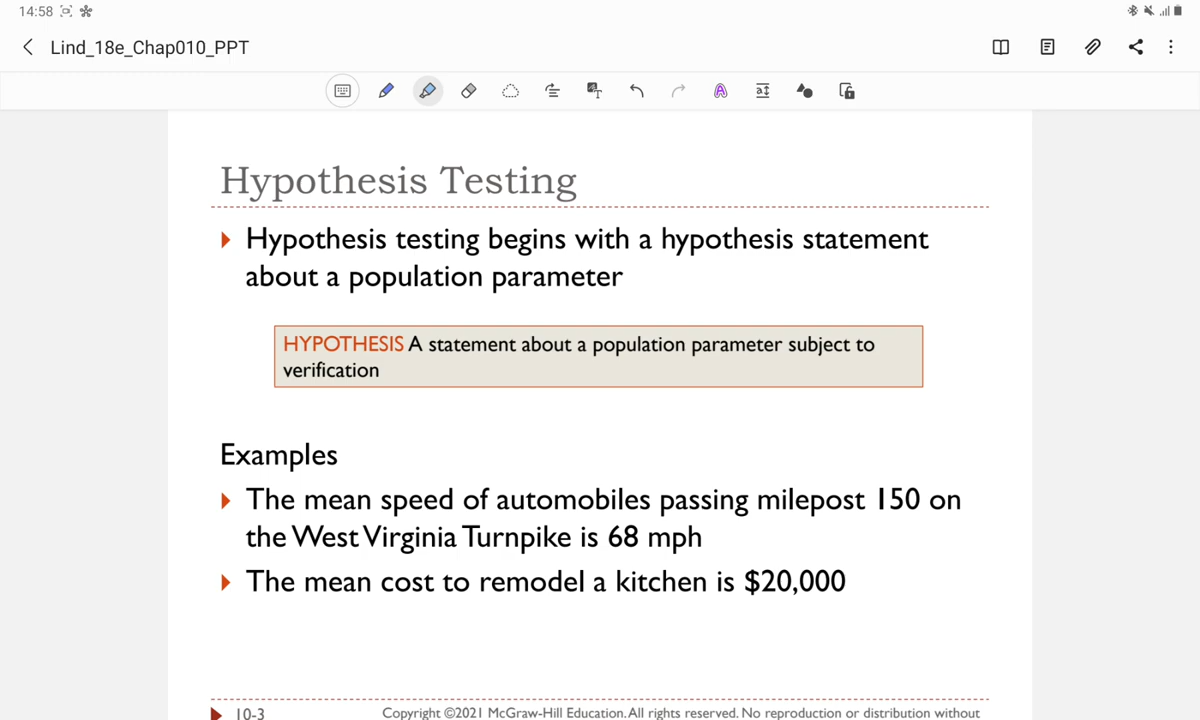 14:58
Lind_18e_Chap010_PPT
Hypothesis Testing
Hypothesis testing begins with a hypothesis statement
about a population parameter
HYPOTHESIS A statement about a population parameter subject to
verification
Examples
The mean speed of automobiles passing milepost 150 on
the West Virginia Turnpike is 68 mph
The mean cost to remodel a kitchen is $20,000
10-3
Copyright ©2021 McGraw-Hill Education. All rights reserved. No reproduction or distribution without